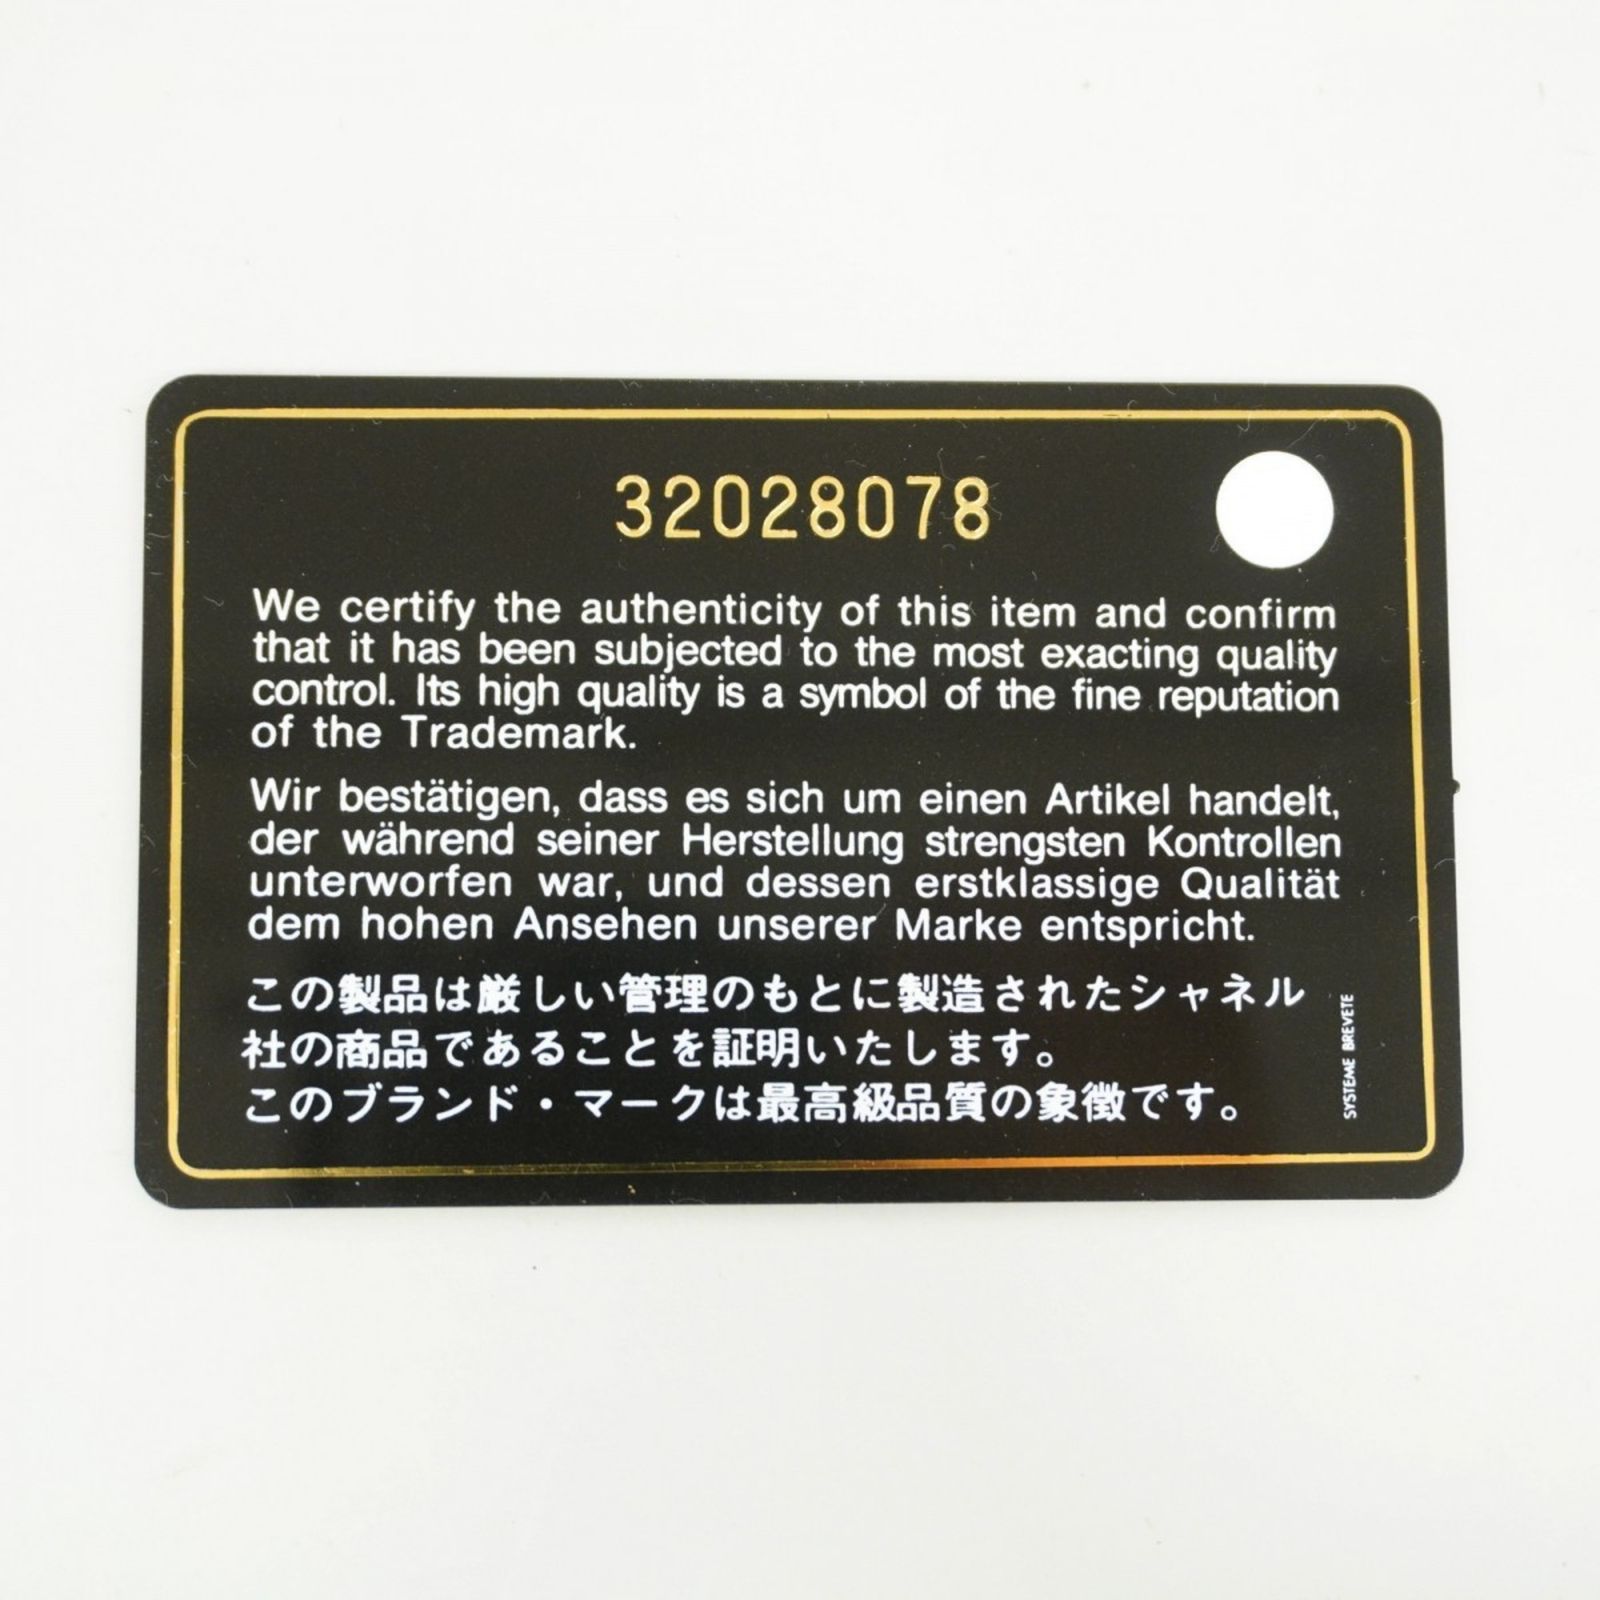 32028078
We certify the authenticity of this item and confirm
that it has been subjected to the most exacting quality
control. Its high quality is a symbol of the fine reputation
of the Trademark.
Wir bestätigen, dass es sich um einen Artikel handelt,
der während seiner Herstellung strengsten Kontrollen
unterworfen war, und dessen erstklassige Qualität
dem hohen Ansehen unserer Marke entspricht.
この製品は厳しい管理のもとに製造されたシャネル
社の商品であることを証明いたします。
このブランド・マークは最高級品質の象徴です。
SYSTEME BREVETE